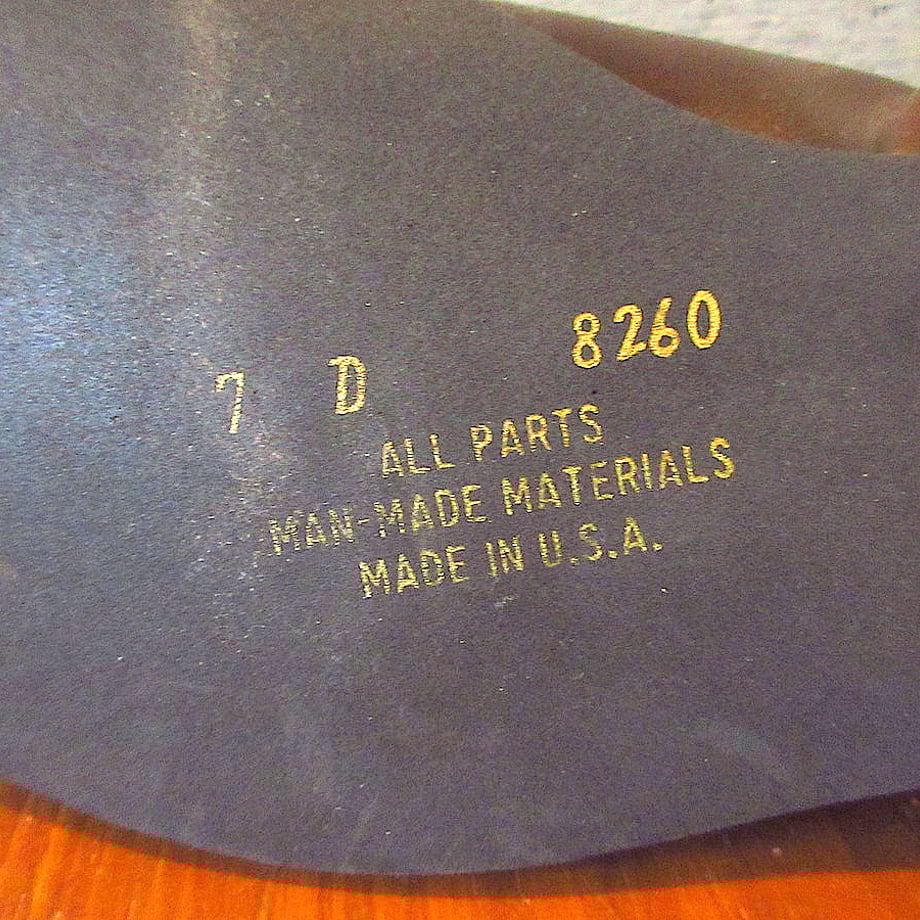 7 D 8260
ALL PARTS
MAN-MADE MATERIALS
MADE IN U.S.A.